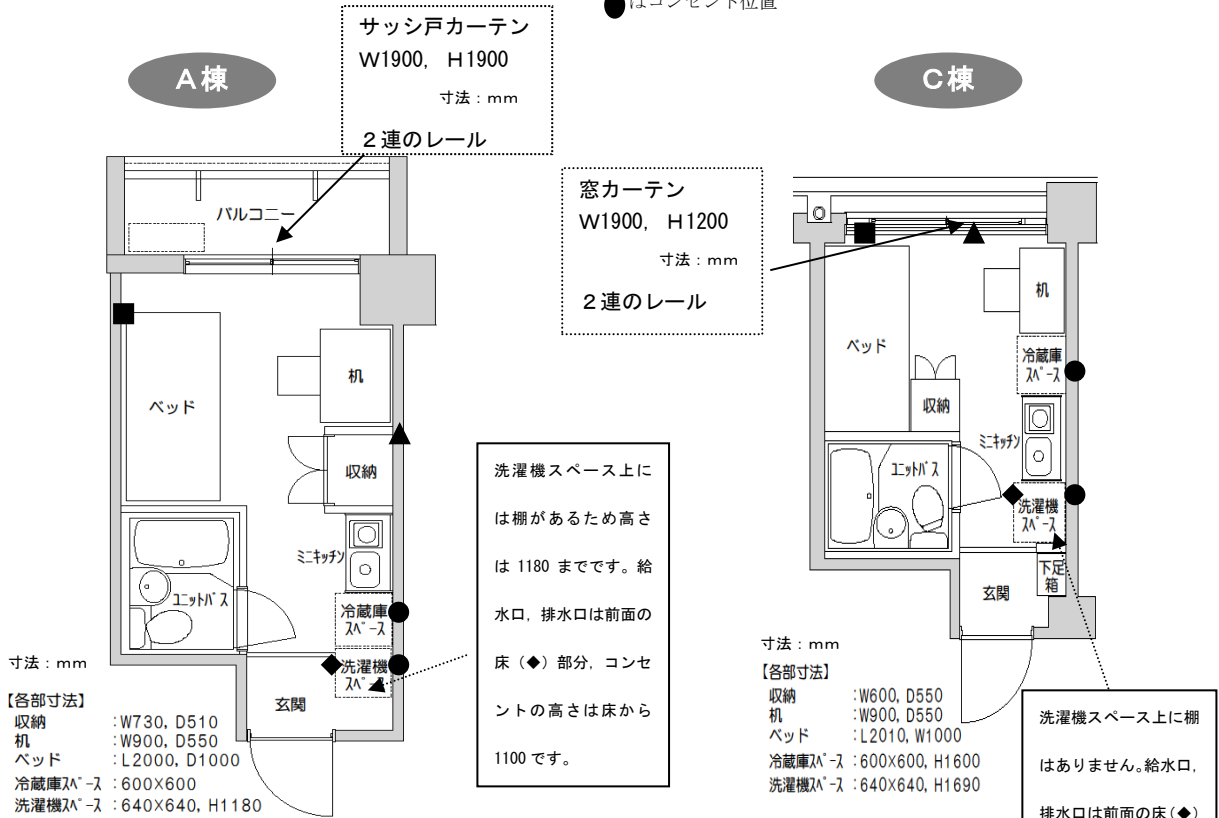 ●はコンセント位置
サッシ戸カーテン
W1900, H1900
寸法：mm
２連のレール
A棟
バルコニー
ベッド
机
収納
ミニキッチン
ユニットバス
冷蔵庫
スペース
洗濯機
スペース
玄関
寸法：mm
【各部寸法】
収納 :W730, D510
机 :W900, D550
ベッド :L2000, D1000
冷蔵庫スペース :600×600
洗濯機スペース :640×640, H1180
洗濯機スペース上に
は棚があるため高さ
は 1180 までです。給
水口，排水口は前面の
床（◆）部分，コンセ
ントの高さは床から
1100 です。
C棟
窓カーテン
W1900, H1200
寸法：mm
２連のレール
ベッド
机
冷蔵庫
スペース
収納
ミニキッチン
ユニットバス
洗濯機
スペース
下足
箱
玄関
寸法：mm
【各部寸法】
収納 :W600, D550
机 :W900, D550
ベッド :L2010, W1000
冷蔵庫スペース :600×600, H1600
洗濯機スペース :640×640, H1690
洗濯機スペース上に棚
はありません。給水口，
排水口は前面の床（◆）